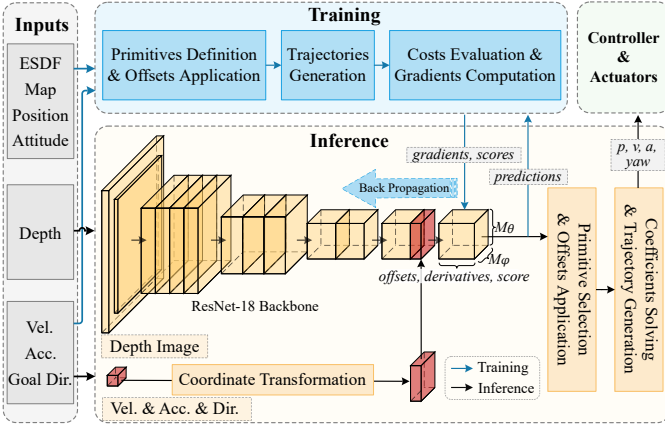 Inputs
ESDF
Map
Position
Attitude
Depth
Vel.
Acc.
Goal Dir.
Training
Primitives Definition
& Offsets Application
Trajectories
Generation
Costs Evaluation &
Gradients Computation
Controller
&
Actuators
Inference
gradients, scores
predictions
p, v, a,
yaw
Back Propagation
Mθ
Mφ
offsets, derivatives, score
ResNet-18 Backbone
Depth Image
Coordinate Transformation
Vel. & Acc. & Dir.
Primitive Selection
& Offsets Application
Coefficients Solving
& Trajectory Generation
Training
Inference